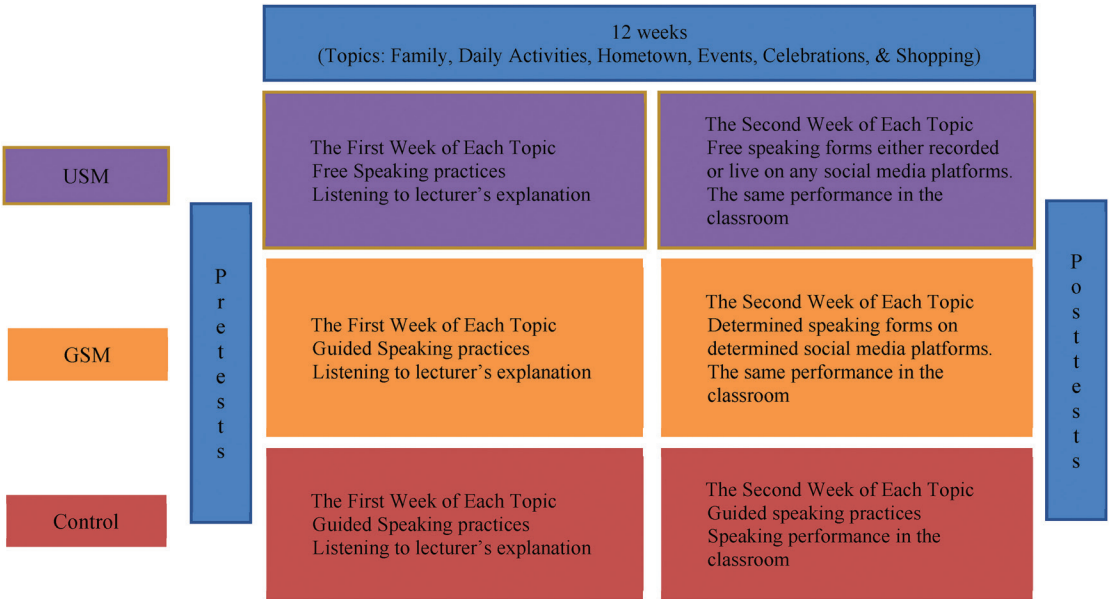 12 weeks
(Topics: Family, Daily Activities, Hometown, Events, Celebrations, & Shopping)
USM
The First Week of Each Topic
Free Speaking practices
Listening to lecturer's explanation
The Second Week of Each Topic
Free speaking forms either recorded
or live on any social media platforms.
The same performance in the
classroom
Pretests
Posttests
GSM
The First Week of Each Topic
Guided Speaking practices
Listening to lecturer's explanation
The Second Week of Each Topic
Determined speaking forms on
determined social media platforms.
The same performance in the
classroom
Control
The First Week of Each Topic
Guided Speaking practices
Listening to lecturer's explanation
The Second Week of Each Topic
Guided speaking practices
Speaking performance in the
classroom